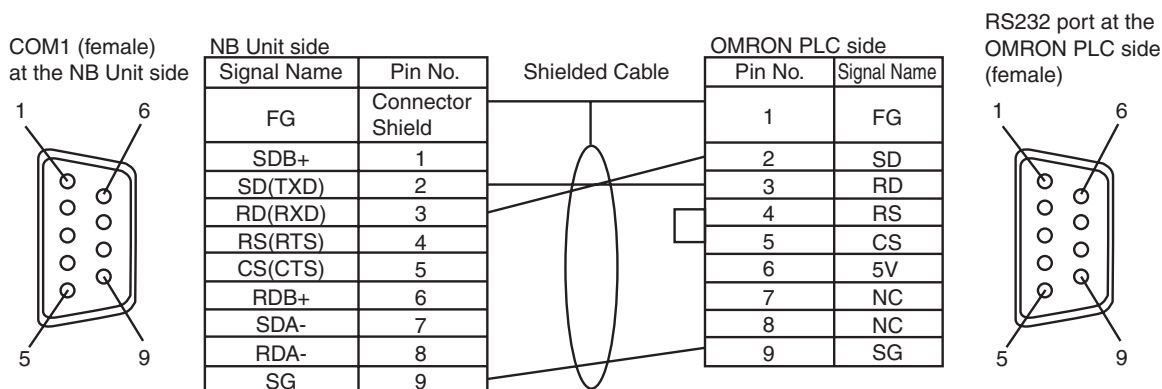 COM1 (female)
at the NB Unit side
1
6
5
9
NB Unit side
Signal Name Pin No.
FG Connector
Shield
SDB+ 1
SD(TXD) 2
RD(RXD) 3
RS(RTS) 4
CS(CTS) 5
RDB+ 6
SDA- 7
RDA- 8
SG 9
Shielded Cable
OMRON PLC side
Pin No. Signal Name
1 FG
2 SD
3 RD
4 RS
5 CS
6 5V
7 NC
8 NC
9 SG
RS232 port at the
OMRON PLC side
(female)
1
6
5
9